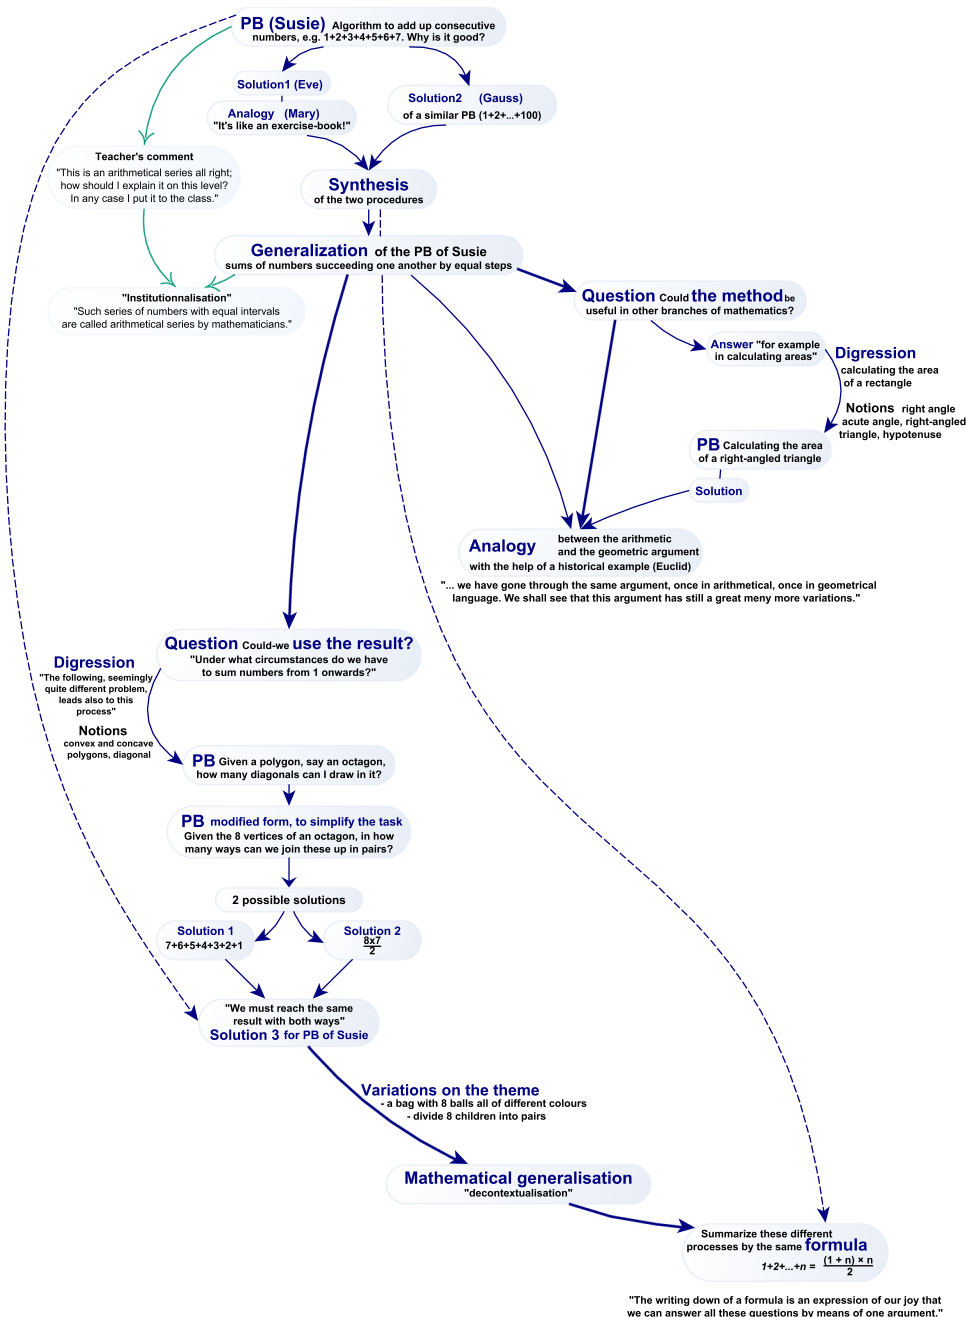 PB (Susie) Algorithm to add up consecutive
numbers, e.g. 1+2+3+4+5+6+7. Why is it good?
Solution1 (Eve)
Analogy (Mary)
"It's like an exercise-book!"
Solution2 (Gauss)
of a similar PB (1+2+...+100)
Teacher's comment
"This is an arithmetical series all right;
how should I explain it on this level?
In any case I put it to the class."
Synthesis
of the two procedures
Generalization of the PB of Susie
sums of numbers succeeding one another by equal steps
"Institutionnalisation"
"Such series of numbers with equal intervals
are called arithmetical series by mathematicians."
Question Could the method be
useful in other branches of mathematics?
Answer "for example
in calculating areas"
Digression
calculating the area
of a rectangle
Notions right angle
acute angle, right-angled
triangle, hypotenuse
PB Calculating the area
of a right-angled triangle
Solution
Analogy between the arithmetic
and the geometric argument
with the help of a historical example (Euclid)
"... we have gone through the same argument, once in arithmetical, once in geometrical
language. We shall see that this argument has still a great meny more variations."
Question Could-we use the result?
"Under what circumstances do we have
to sum numbers from 1 onwards?"
Digression
"The following, seemingly
quite different problem,
leads also to this
process"
Notions
convex and concave
polygons, diagonal
PB Given a polygon, say an octagon,
how many diagonals can I draw in it?
PB modified form, to simplify the task
Given the 8 vertices of an octagon, in how
many ways can we join these up in pairs?
2 possible solutions
Solution 1
7+6+5+4+3+2+1
Solution 2
8x7
2
"We must reach the same
result with both ways"
Solution 3 for PB of Susie
Variations on the theme
- a bag with 8 balls all of different colours
- divide 8 children into pairs
Mathematical generalisation
"decontextualisation"
Summarize these different
processes by the same formula
1+2+...+n = (1 + n) × n
2
"The writing down of a formula is an expression of our joy that
we can answer all these questions by means of one argument."